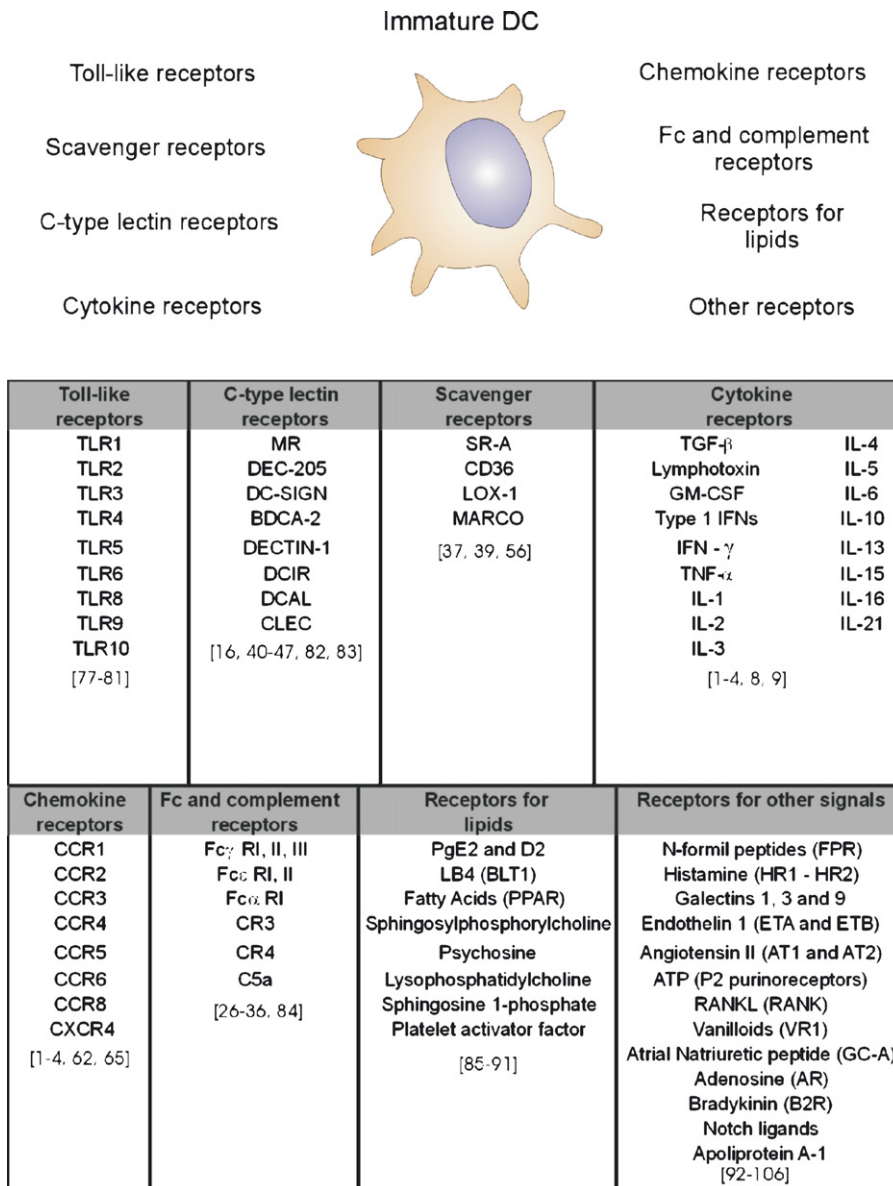 Immature DC
Toll-like receptors
Scavenger receptors
C-type lectin receptors
Cytokine receptors
Chemokine receptors
Fc and complement
receptors
Receptors for
lipids
Other receptors
Toll-like
receptors
TLR1
TLR2
TLR3
TLR4
TLR5
TLR6
TLR8
TLR9
TLR10
[77-81]
C-type lectin
receptors
MR
DEC-205
DC-SIGN
BDCA-2
DECTIN-1
DCIR
DCAL
CLEC
[16, 40-47, 82, 83]
Scavenger
receptors
SR-A
CD36
LOX-1
MARCO
[37, 39, 56]
Cytokine
receptors
TGF-β
Lymphotoxin
GM-CSF
Type 1 IFNs
IFN - γ
TNF-α
IL-1
IL-2
IL-3
IL-4
IL-5
IL-6
IL-10
IL-13
IL-15
IL-16
IL-21
[1-4, 8, 9]
Chemokine
receptors
CCR1
CCR2
CCR3
CCR4
CCR5
CCR6
CCR8
CXCR4
[1-4, 62, 65]
Fc and complement
receptors
Fcγ RI, II, III
Fcε RI, II
Fcα RI
CR3
CR4
C5a
[26-36, 84]
Receptors for
lipids
PgE2 and D2
LB4 (BLT1)
Fatty Acids (PPAR)
Sphingosylphosphorylcholine
Psychosine
Lysophosphatidylcholine
Sphingosine 1-phosphate
Platelet activator factor
[85-91]
Receptors for other signals
N-formil peptides (FPR)
Histamine (HR1 - HR2)
Galectins 1, 3 and 9
Endothelin 1 (ETA and ETB)
Angiotensin II (AT1 and AT2)
ATP (P2 purinoreceptors)
RANKL (RANK)
Vanilloids (VR1)
Atrial Natriuretic peptide (GC-A)
Adenosine (AR)
Bradykinin (B2R)
Notch ligands
Apoliprotein A-1
[92-106]